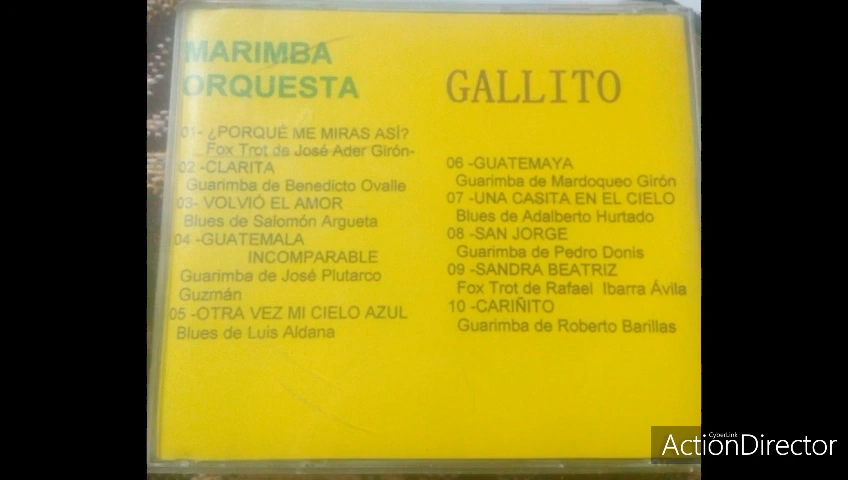 MARIMBA
ORQUESTA
GALLITO
01- ¿PORQUÉ ME MIRAS ASÍ?
Fox Trot de José Ader Girón-
02 -CLARITA
Guarimba de Benedicto Ovalle
03- VOLVIÓ EL AMOR
Blues de Salomón Argueta
04 -GUATEMALA
INCOMPARABLE
Guarimba de José Plutarco
Guzmán
05 -OTRA VEZ MI CIELO AZUL
Blues de Luis Aldana
06 -GUATEMAYA
Guarimba de Mardoqueo Girón
07 -UNA CASITA EN EL CIELO
Blues de Adalberto Hurtado
08 -SAN JORGE
Guarimba de Pedro Donis
09 -SANDRA BEATRIZ
Fox Trot de Rafael Ibarra Ávila
10 -CARIÑITO
Guarimba de Roberto Barillas
CyberLink
ActionDirector